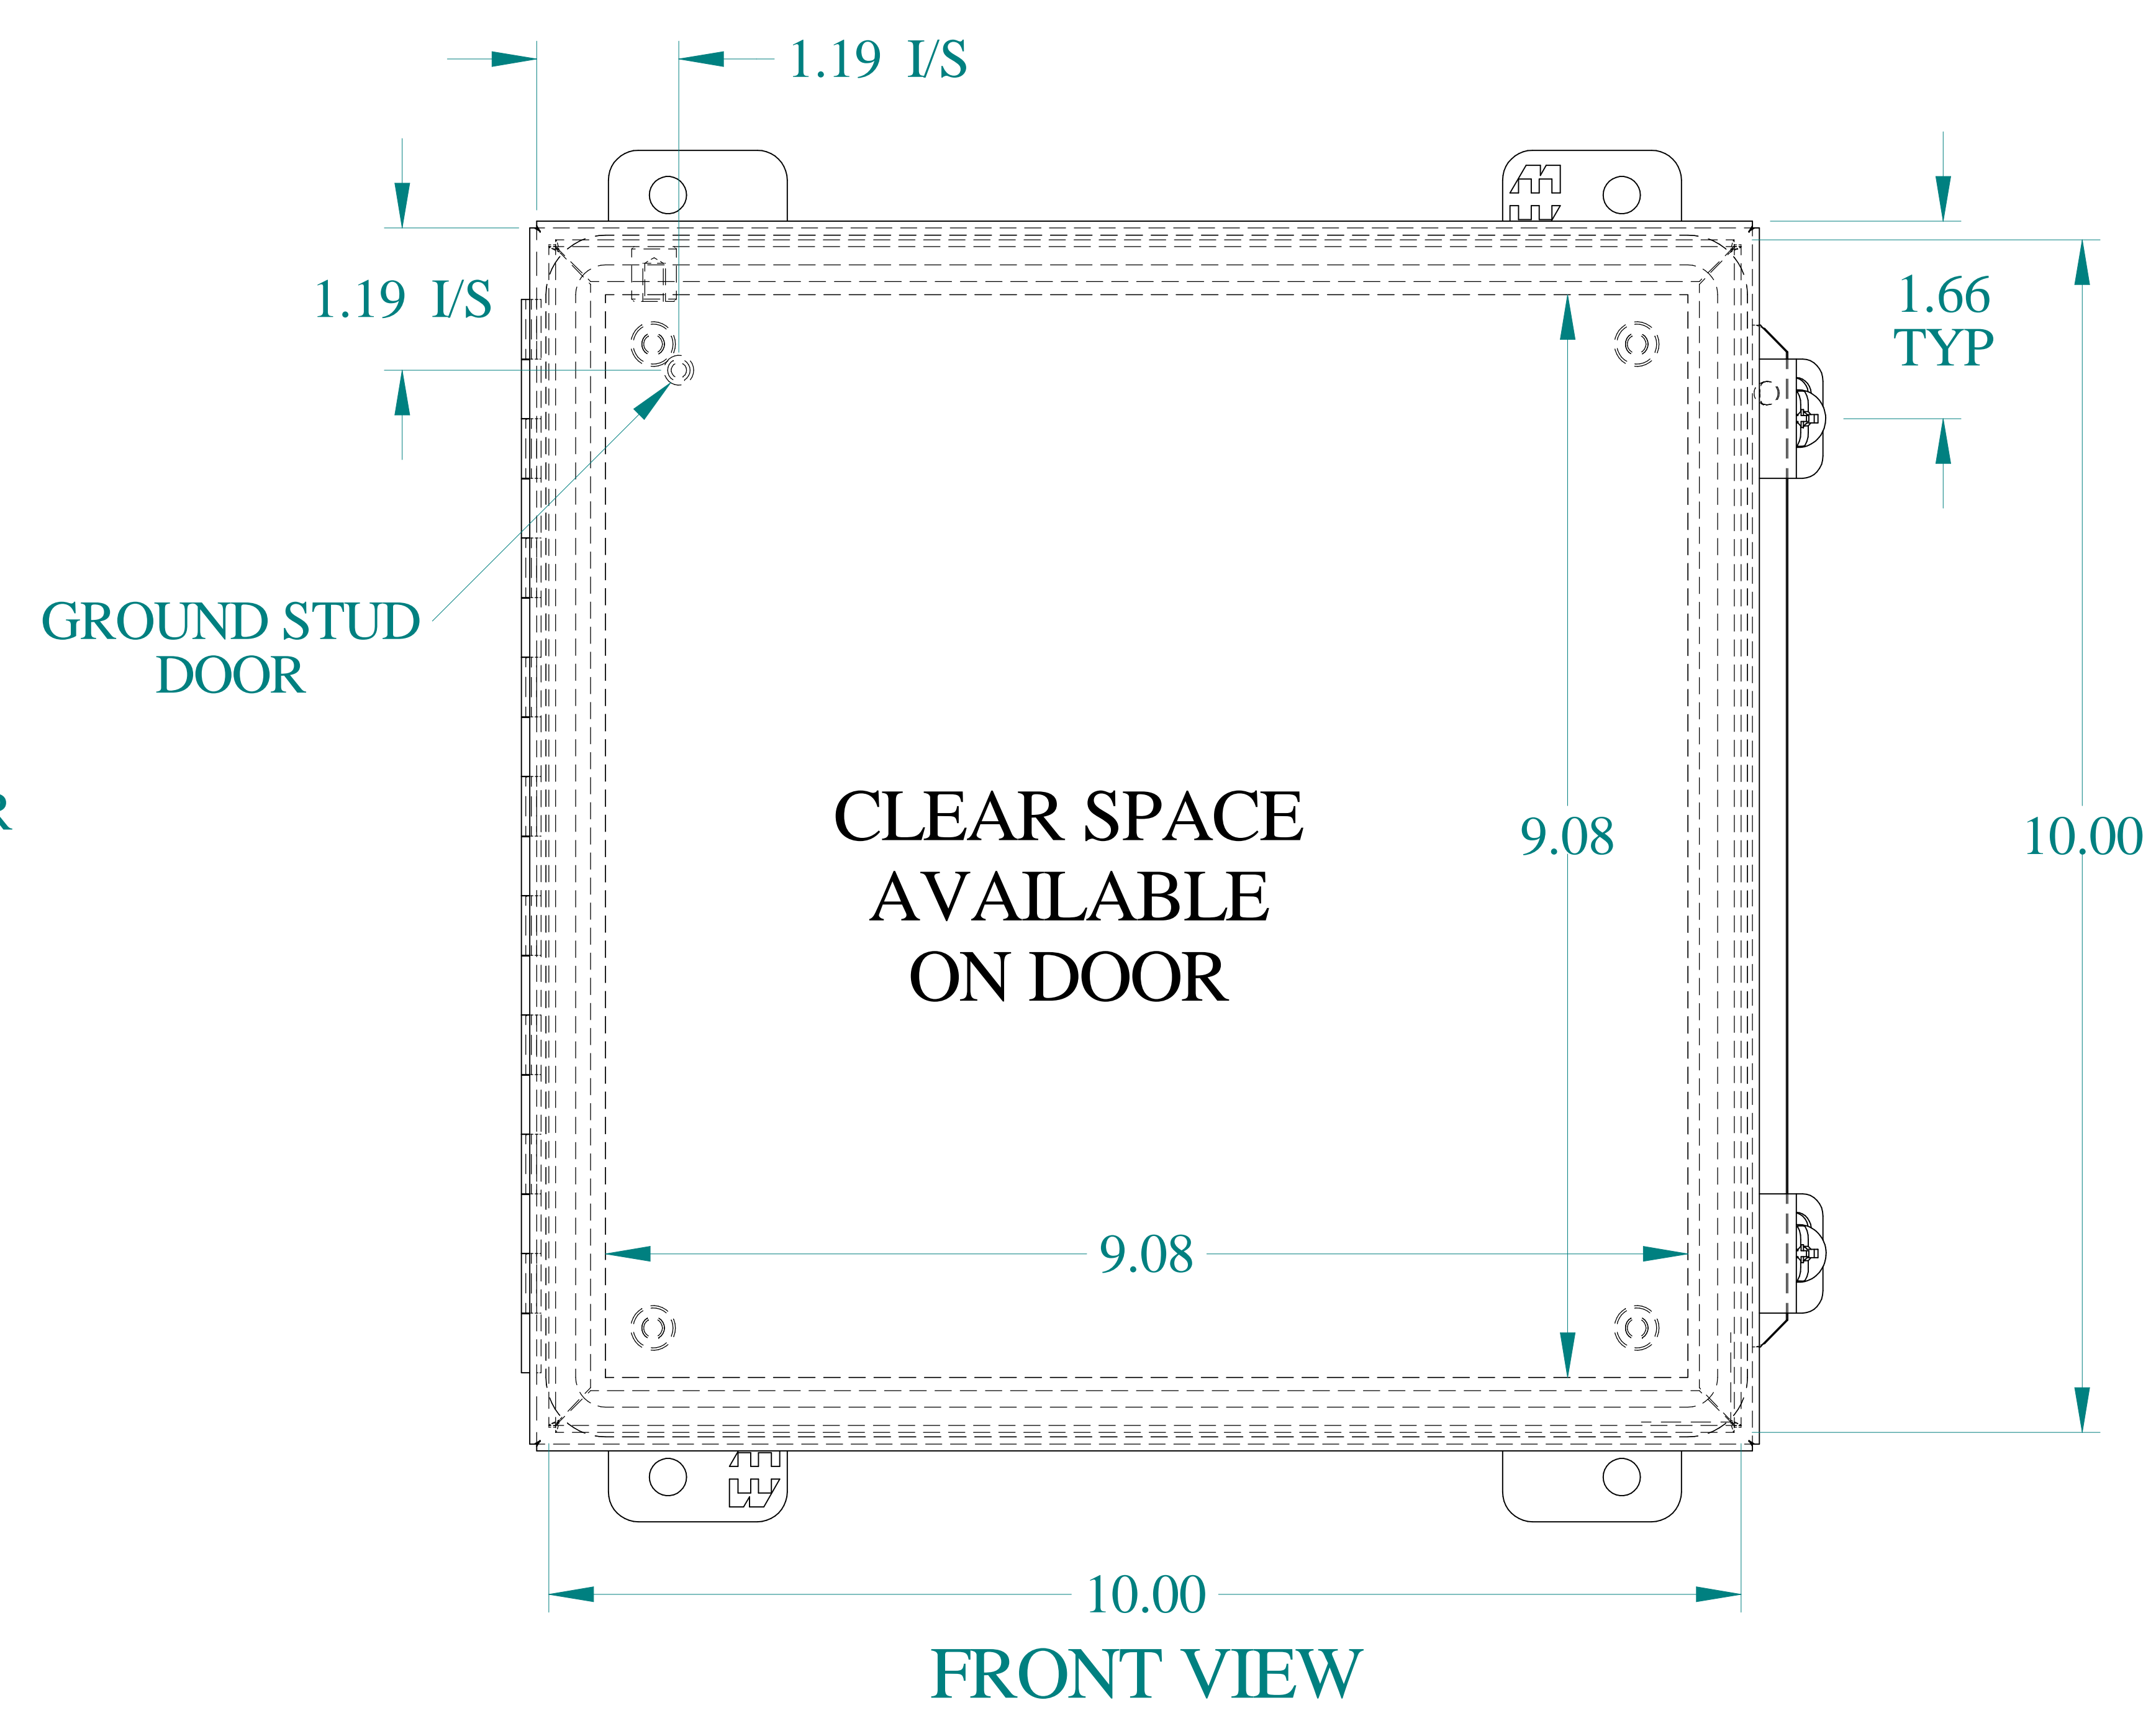 1.19 I/S
1.19 I/S
1.66
TYP
GROUND STUD
DOOR
CLEAR SPACE
AVAILABLE
ON DOOR
9.08
10.00
9.08
10.00
FRONT VIEW